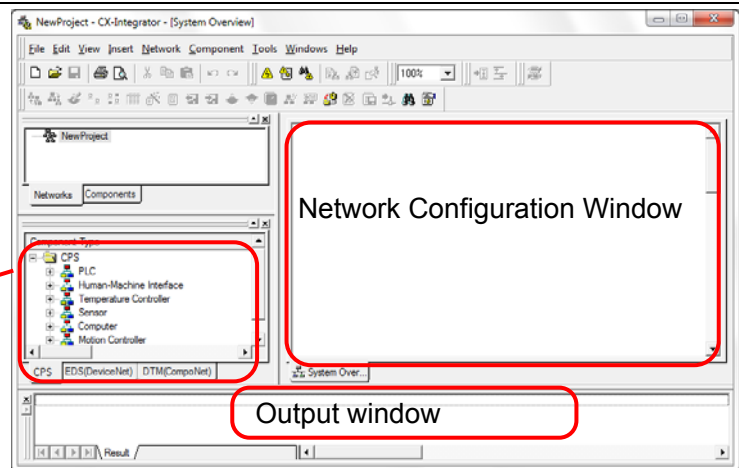 NewProject - CX-Integrator - [System Overview]
File Edit View Insert Network Component Tools Windows Help
100%
NewProject
Networks Components
Network Configuration Window
Component Type
CPS
PLC
Human-Machine Interface
Temperature Controller
Sensor
Computer
Motion Controller
CPS EDS(DeviceNet) DTM(CompoNet)
System Over...
Output window
Result